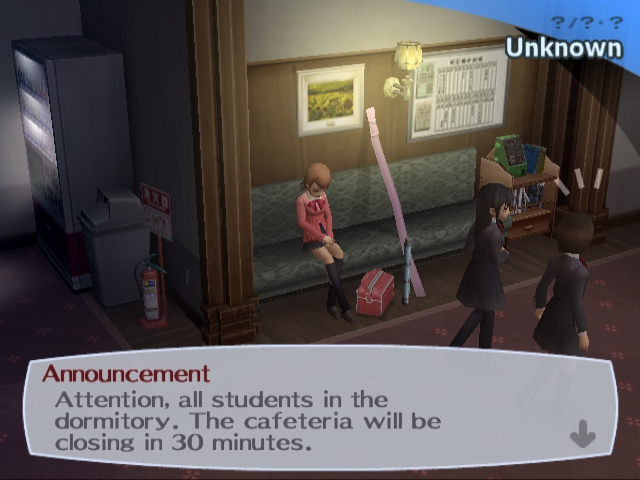 ?/?・?
Unknown
Announcement
Attention, all students in the
dormitory. The cafeteria will be
closing in 30 minutes.